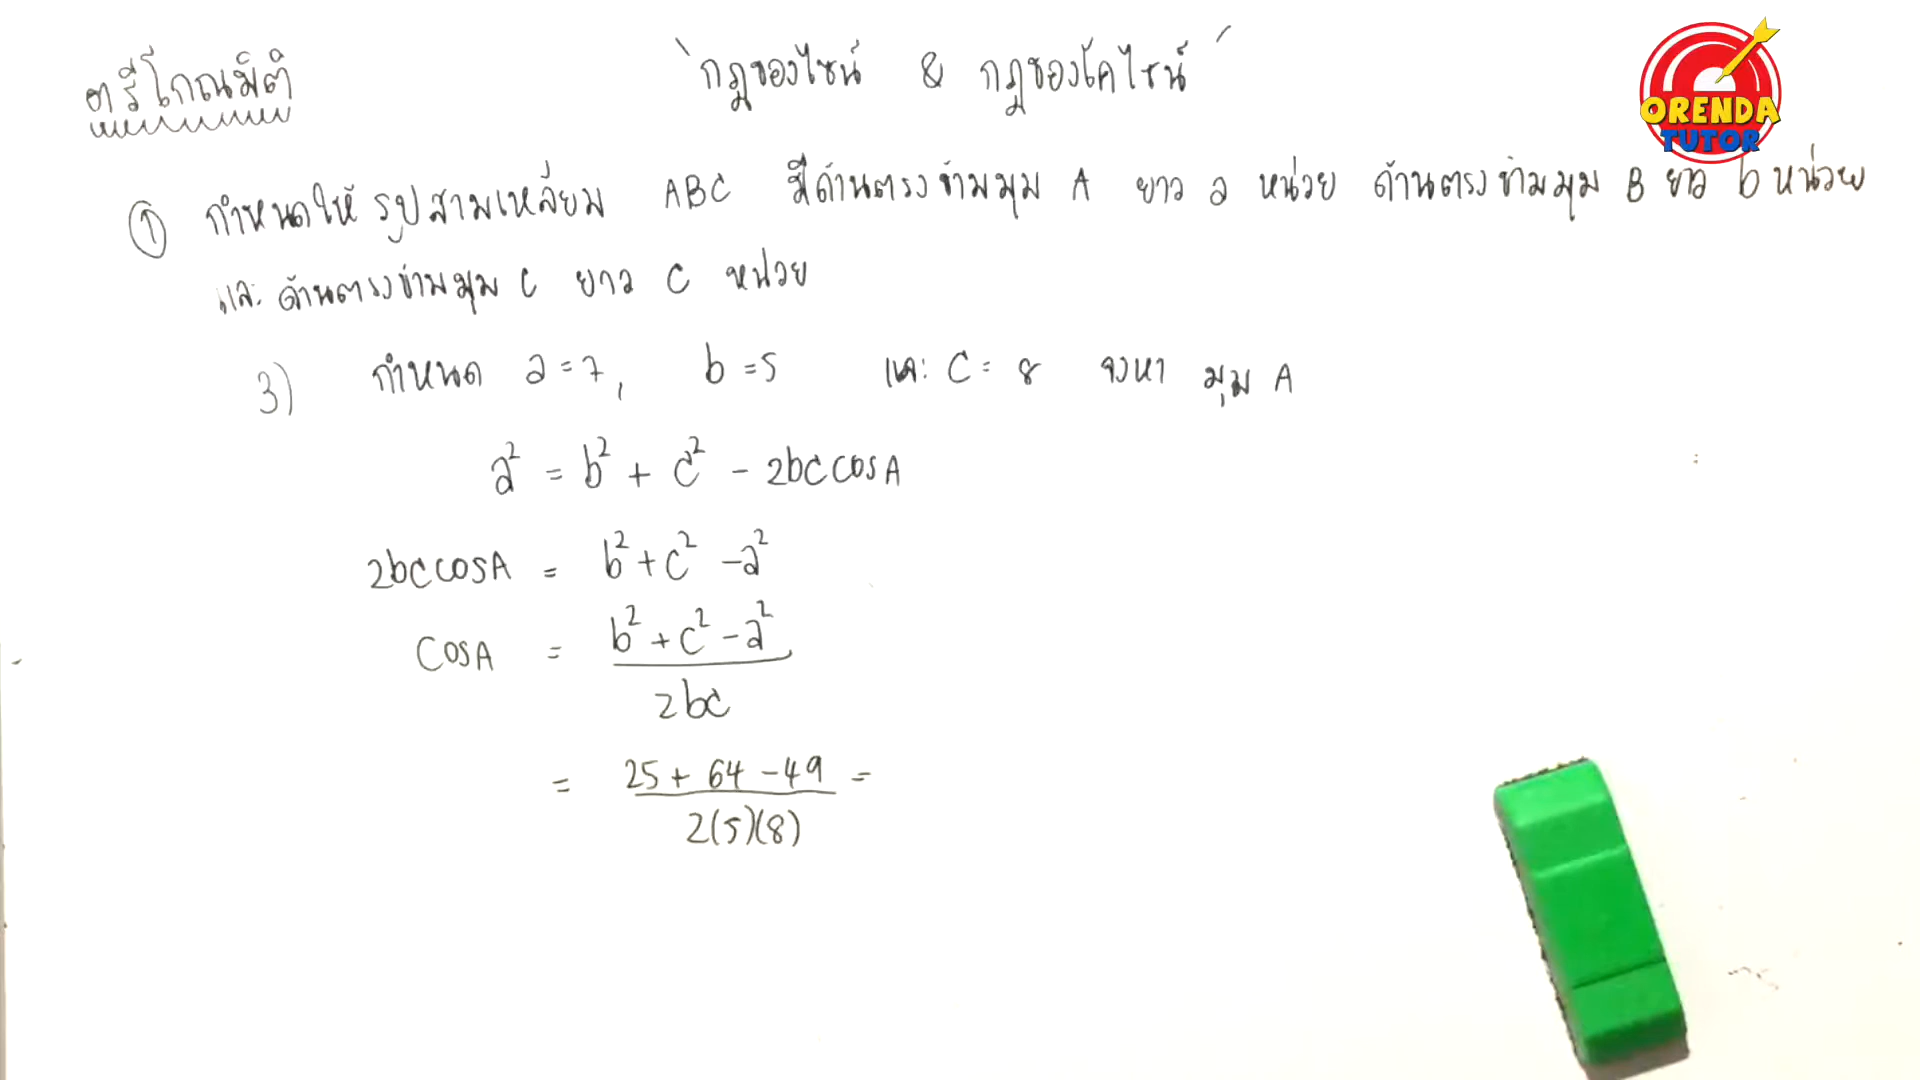 ตรีโกณมิติ
"กฎของไซน์ & กฎของโคไซน์"
ORENDA
TUTOR
① กำหนดให้ รูปสามเหลี่ยม ABC มีด้านตรงข้ามมุม A ยาว a หน่วย ด้านตรงข้ามมุม B ยาว b หน่วย
และ ด้านตรงข้ามมุม C ยาว c หน่วย
3) กำหนด a = 7, b = 5 และ c = 8 จงหา มุม A
a² = b² + c² - 2bc cosA
2bc cosA = b² + c² - a²
cosA = (b² + c² - a²) / 2bc
= (25 + 64 - 49) / 2(5)(8) =